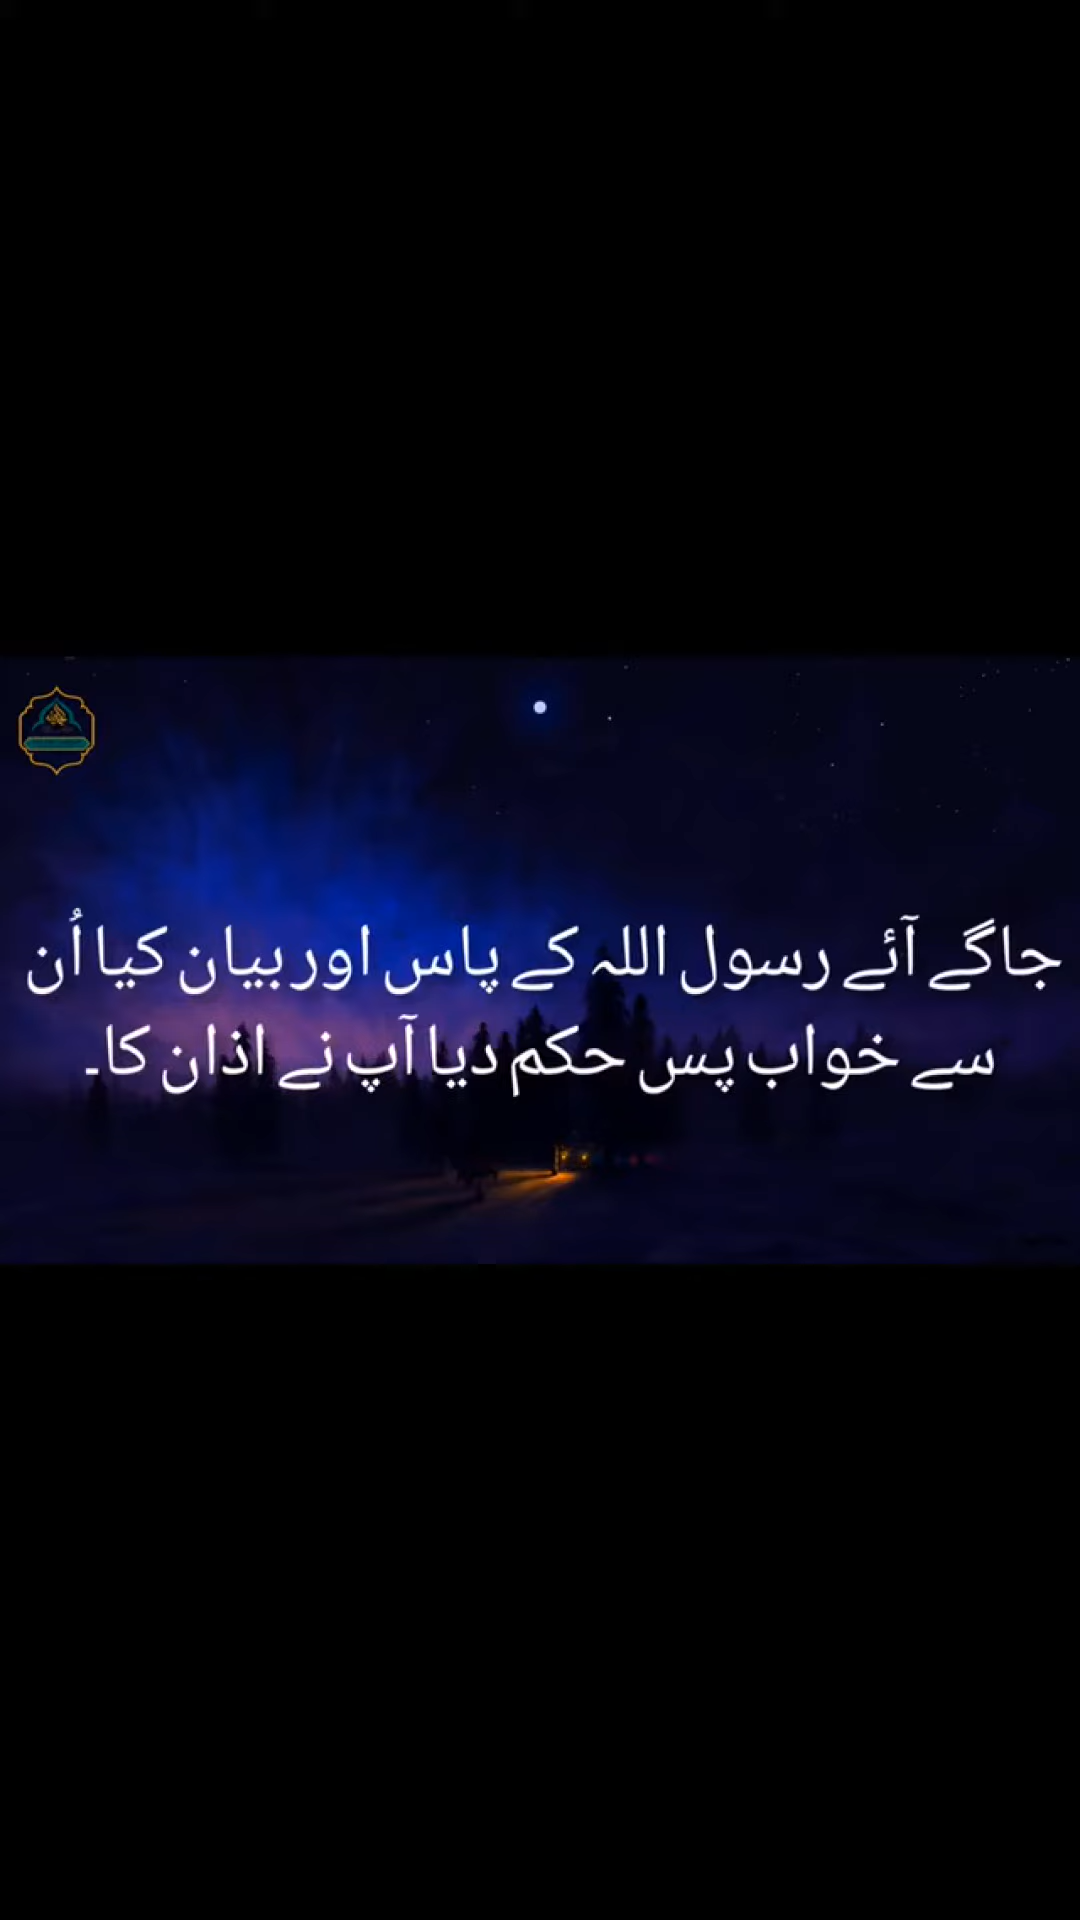 جاگے آئے رسول اللہ کے پاس اور بیان کیا اُن
سے خواب پس حکم دیا آپ نے اذان کا۔